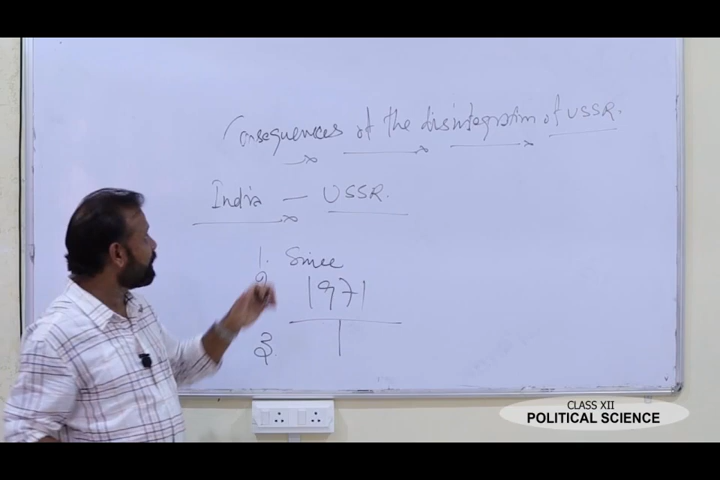 Consequences of the disintegration of USSR.
India — USSR.
1. Since
2
1971
3.
CLASS XII
POLITICAL SCIENCE